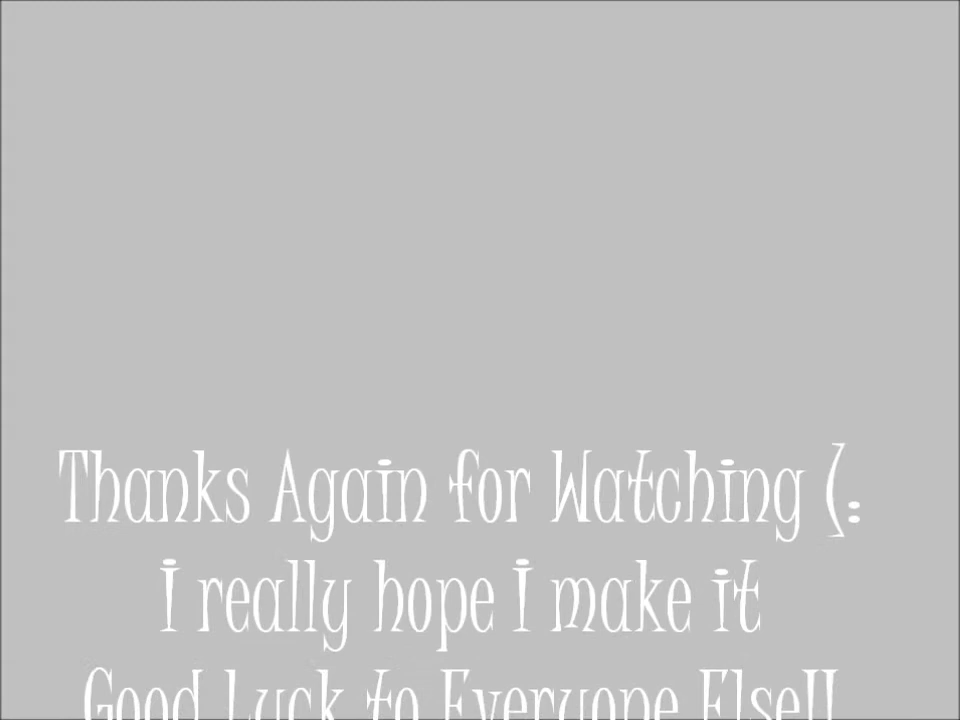 Thanks Again for Watching (:
I really hope I make it
Good Luck to Everyone Else!!